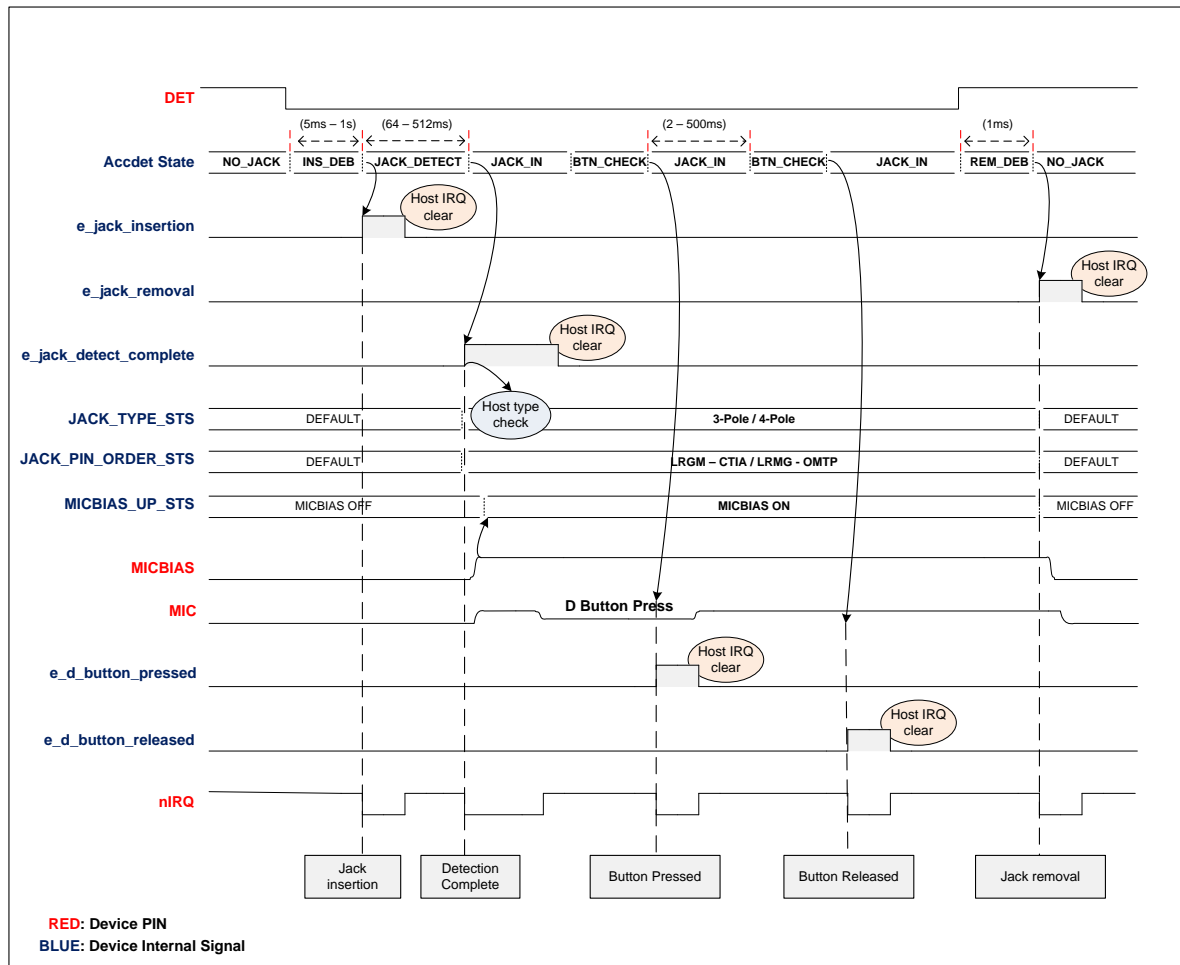 DET
(5ms – 1s) (64 – 512ms) (2 – 500ms) (1ms)
Accdet State NO_JACK INS_DEB JACK_DETECT JACK_IN BTN_CHECK JACK_IN BTN_CHECK JACK_IN REM_DEB NO_JACK
Host IRQ
clear
e_jack_insertion
Host IRQ
clear
e_jack_removal
Host IRQ
clear
e_jack_detect_complete
Host type
check
JACK_TYPE_STS DEFAULT 3-Pole / 4-Pole DEFAULT
JACK_PIN_ORDER_STS DEFAULT LRGM – CTIA / LRMG - OMTP DEFAULT
MICBIAS_UP_STS MICBIAS OFF MICBIAS ON MICBIAS OFF
MICBIAS
MIC D Button Press
Host IRQ
clear
e_d_button_pressed
Host IRQ
clear
e_d_button_released
nIRQ
Jack
insertion
Detection
Complete
Button Pressed
Button Released
Jack removal
RED: Device PIN
BLUE: Device Internal Signal